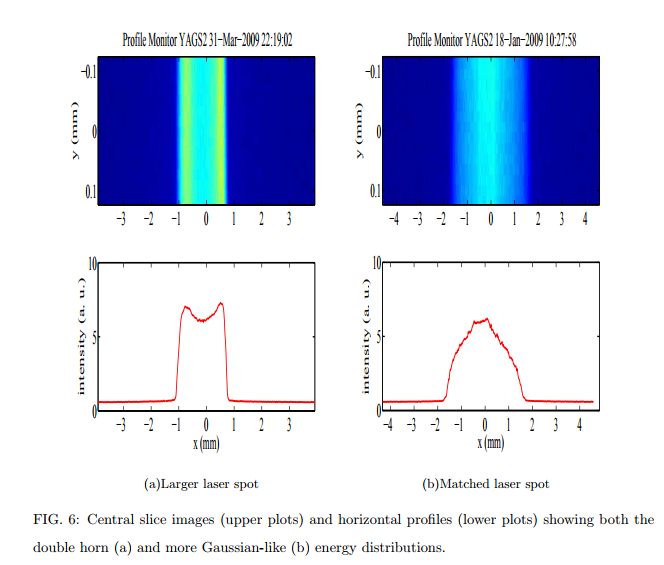 Profile Monitor YAGS2 31−Mar−2009 22:19:02
Profile Monitor YAGS2 18−Jan−2009 10:27:58
y (mm)
−0.1
0
0.1
−3 −2 −1 0 1 2 3
y (mm)
−0.1
0
0.1
−4 −3 −2 −1 0 1 2 3 4
intensity (a. u.)
10
5
0
−3 −2 −1 0 1 2 3
x (mm)
intensity (a. u.)
10
5
0
−4 −3 −2 −1 0 1 2 3 4
x (mm)
(a)Larger laser spot
(b)Matched laser spot
FIG. 6: Central slice images (upper plots) and horizontal profiles (lower plots) showing both the
double horn (a) and more Gaussian-like (b) energy distributions.